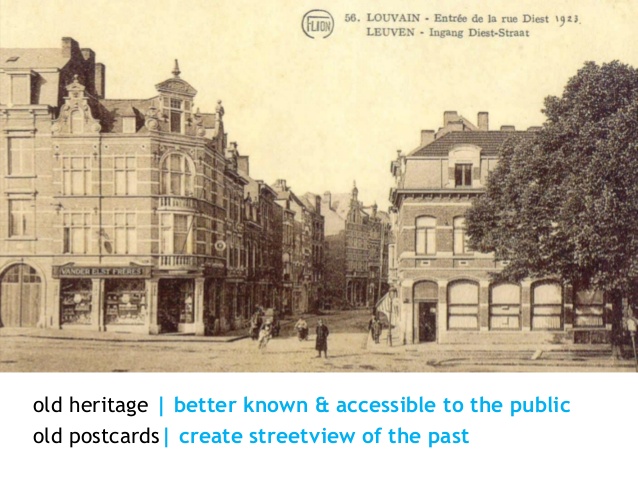 FLION
56. LOUVAIN - Entrée de la rue Diest 1923.
LEUVEN - Ingang Diest-Straat
VANDER ELST FRÈRES
old heritage | better known & accessible to the public
old postcards| create streetview of the past